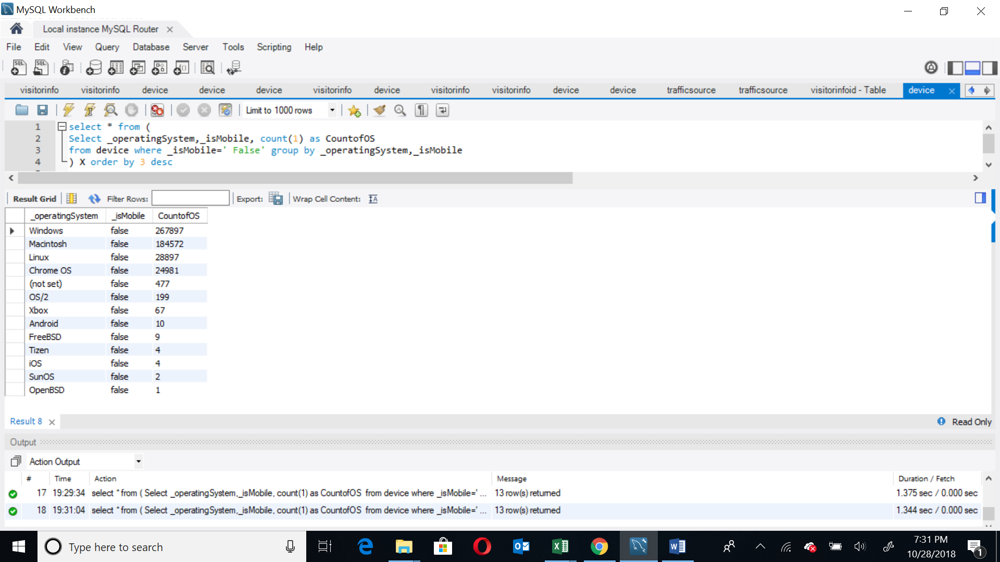 MySQL Workbench
Local instance MySQL Router
File Edit View Query Database Server Tools Scripting Help
visitorinfo visitorinfo device device device visitorinfo device visitorinfo visitorinfo device device trafficsource trafficsource visitorinfoid - Table device
Limit to 1000 rows
1 select * from (
2 Select _operatingSystem,_isMobile, count(1) as CountofOS
3 from device where _isMobile=' False' group by _operatingSystem,_isMobile
4 ) X order by 3 desc
Result Grid Filter Rows: Export: Wrap Cell Content:
_operatingSystem _isMobile CountofOS
Windows false 267897
Macintosh false 184572
Linux false 28897
Chrome OS false 24981
(not set) false 477
OS/2 false 199
Xbox false 67
Android false 10
FreeBSD false 9
Tizen false 4
iOS false 4
SunOS false 2
OpenBSD false 1
Result 8 Read Only
Output
Action Output
# Time Action Message Duration / Fetch
17 19:29:34 select * from ( Select _operatingSystem,_isMobile, count(1) as CountofOS from device where _isMobile=' ... 13 row(s) returned 1.375 sec / 0.000 sec
18 19:31:04 select * from ( Select _operatingSystem,_isMobile, count(1) as CountofOS from device where _isMobile=' ... 13 row(s) returned 1.344 sec / 0.000 sec
Type here to search
7:31 PM
10/28/2018
1